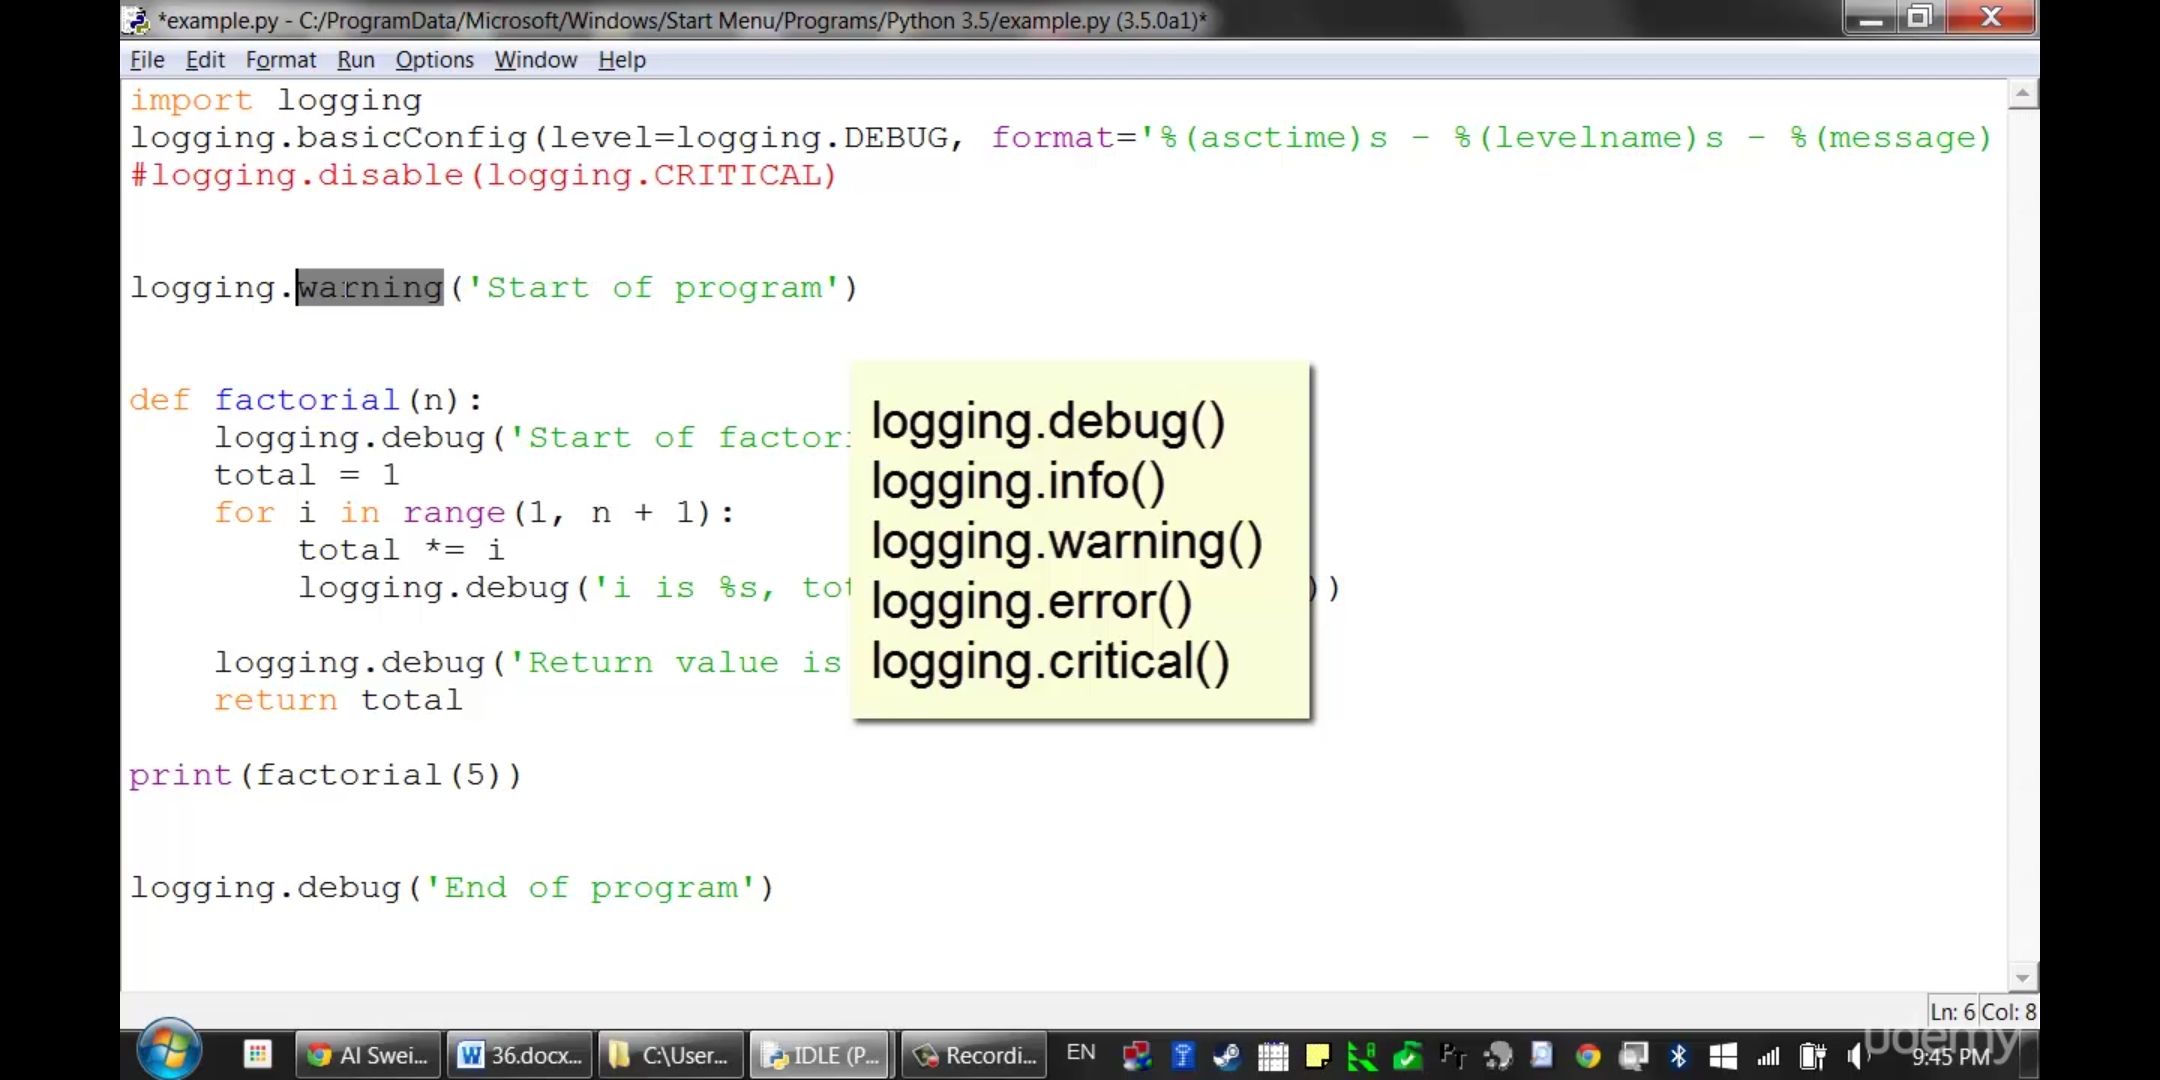 *example.py - C:/ProgramData/Microsoft/Windows/Start Menu/Programs/Python 3.5/example.py (3.5.0a1)*
File Edit Format Run Options Window Help
import logging
logging.basicConfig(level=logging.DEBUG, format='%(asctime)s - %(levelname)s - %(message)
#logging.disable(logging.CRITICAL)
logging.warning('Start of program')
def factorial(n):
logging.debug('Start of factori
total = 1
for i in range(1, n + 1):
total *= i
logging.debug('i is %s, tot ))
logging.debug('Return value is
return total
print(factorial(5))
logging.debug('End of program')
logging.debug()
logging.info()
logging.warning()
logging.error()
logging.critical()
Ln: 6 Col: 8
udemy
AI Swei... 36.docx... C:\User... IDLE (P... Recordi... EN 9:45 PM